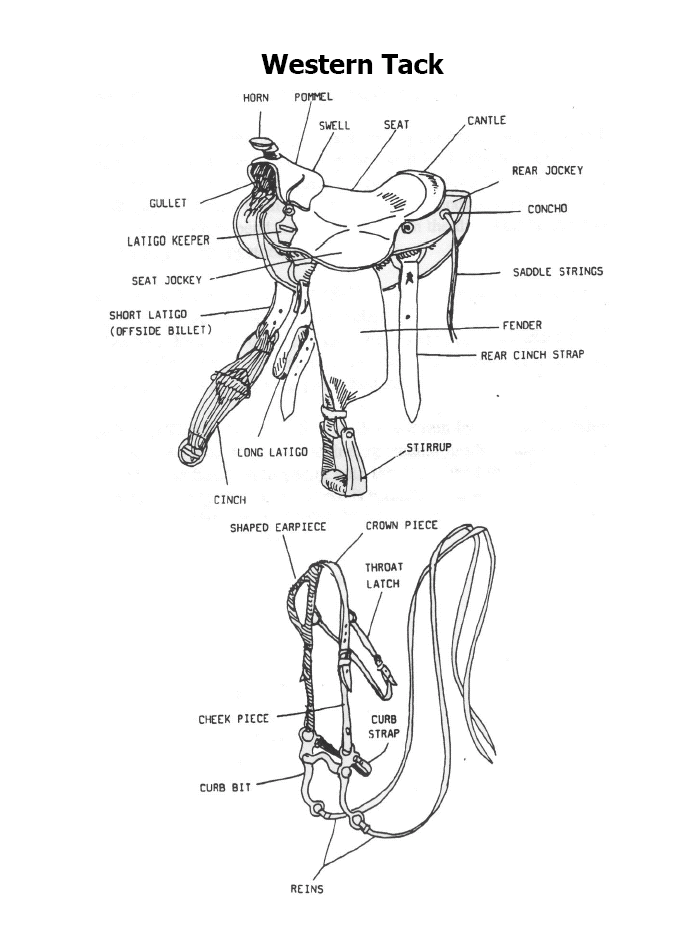 Western Tack
HORN
POMMEL
SWELL
SEAT
CANTLE
REAR JOCKEY
GULLET
CONCHO
LATIGO KEEPER
SEAT JOCKEY
SADDLE STRINGS
SHORT LATIGO
(OFFSIDE BILLET)
FENDER
REAR CINCH STRAP
LONG LATIGO
STIRRUP
CINCH
SHAPED EARPIECE
CROWN PIECE
THROAT
LATCH
CHEEK PIECE
CURB
STRAP
CURB BIT
REINS